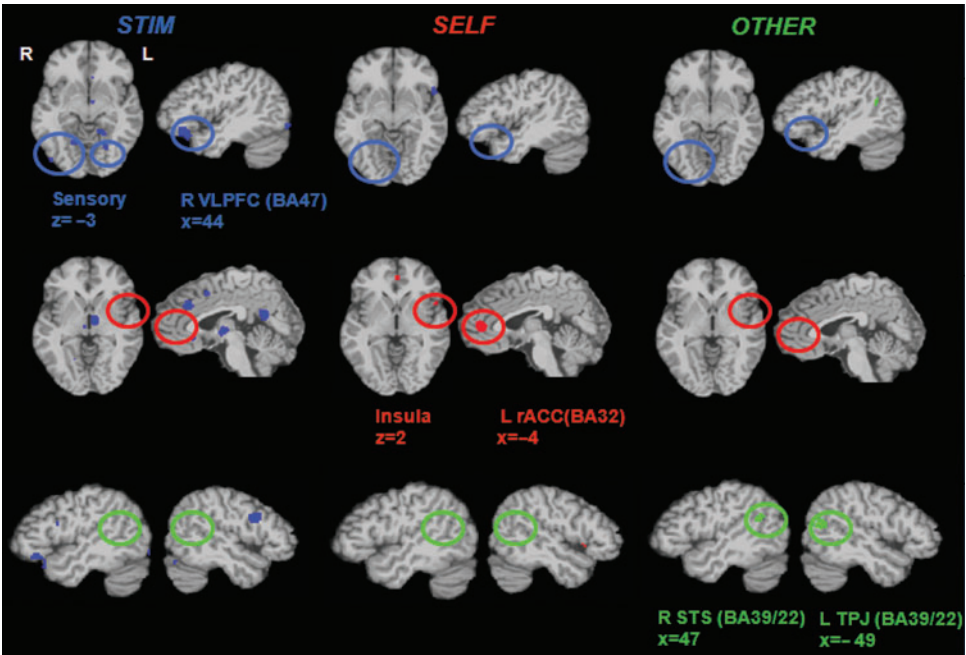 STIM SELF OTHER
R L
Sensory R VLPFC (BA47)
z= –3 x=44
Insula L rACC(BA32)
z=2 x=–4
R STS (BA39/22) L TPJ (BA39/22)
x=47 x=– 49